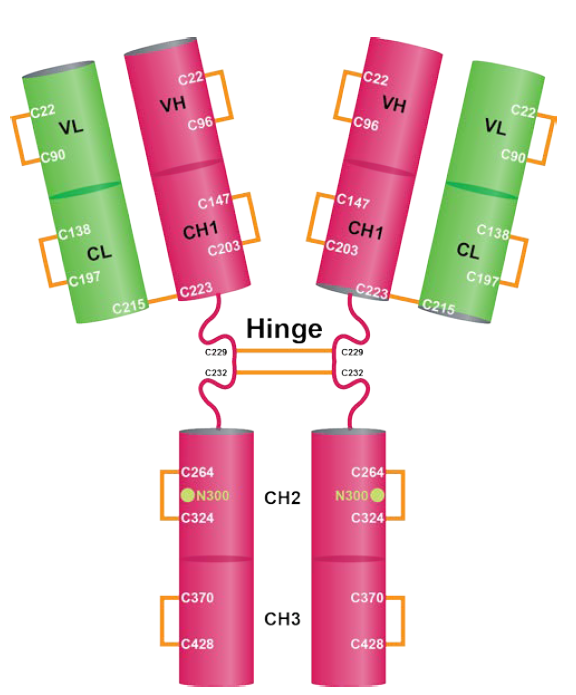 C22
VL
C90
C138
CL
C197
C215
C22
VH
C96
C147
CH1
C203
C223
C22
VH
C96
C147
CH1
C203
C223
C22
VL
C90
C138
CL
C197
C215
Hinge
C229
C229
C232
C232
C264
C264
N300
CH2
N300
C324
C324
C370
C370
CH3
C428
C428